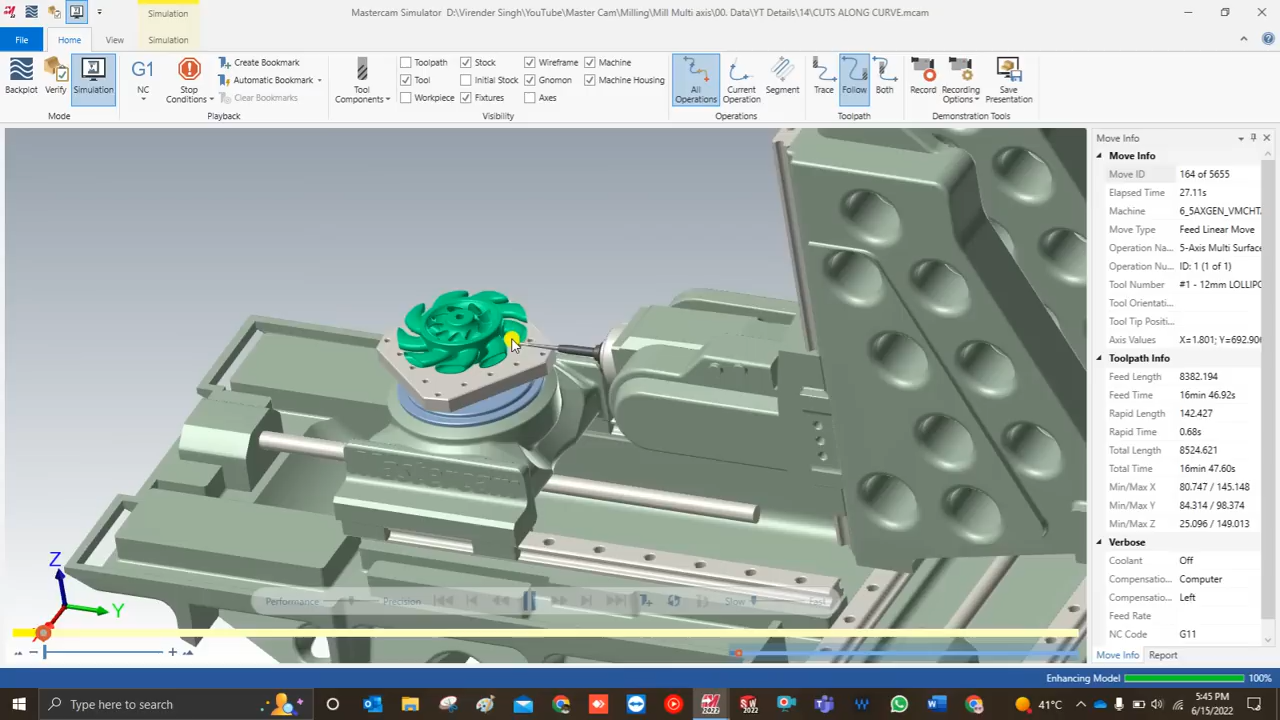 Mastercam Simulator D:\Virender Singh\YouTube\Master Cam\Milling\Mill Multi axis\00. Data\YT Details\14\CUTS ALONG CURVE.mcam
Simulation
File Home View Simulation
Backplot Verify Simulation
Mode
G1
NC
Stop Conditions
Create Bookmark
Automatic Bookmark
Clear Bookmarks
Playback
Tool Components
Toolpath Stock Wireframe Machine
Tool Initial Stock Gnomon Machine Housing
Workpiece Fixtures Axes
Visibility
All Operations Current Operation Segment
Operations
Trace Follow Both
Toolpath
Record Recording Options Save Presentation
Demonstration Tools
Move Info
Move Info
Move ID 164 of 5655
Elapsed Time 27.11s
Machine 6_5AXGEN_VMCHT.
Move Type Feed Linear Move
Operation Na... 5-Axis Multi Surface
Operation Nu... ID: 1 (1 of 1)
Tool Number #1 - 12mm LOLLIPO
Tool Orientati...
Tool Tip Positi...
Axis Values X=1.801; Y=692.906
Toolpath Info
Feed Length 8382.194
Feed Time 16min 46.92s
Rapid Length 142.427
Rapid Time 0.68s
Total Length 8524.621
Total Time 16min 47.60s
Min/Max X 80.747 / 145.148
Min/Max Y 84.314 / 98.374
Min/Max Z 25.096 / 149.013
Verbose
Coolant Off
Compensatio... Computer
Compensatio... Left
Feed Rate
NC Code G11
Move Info Report
Z
Y
Performance Precision Slow Fast
Enhancing Model 100%
Type here to search
41°C
5:45 PM
6/15/2022